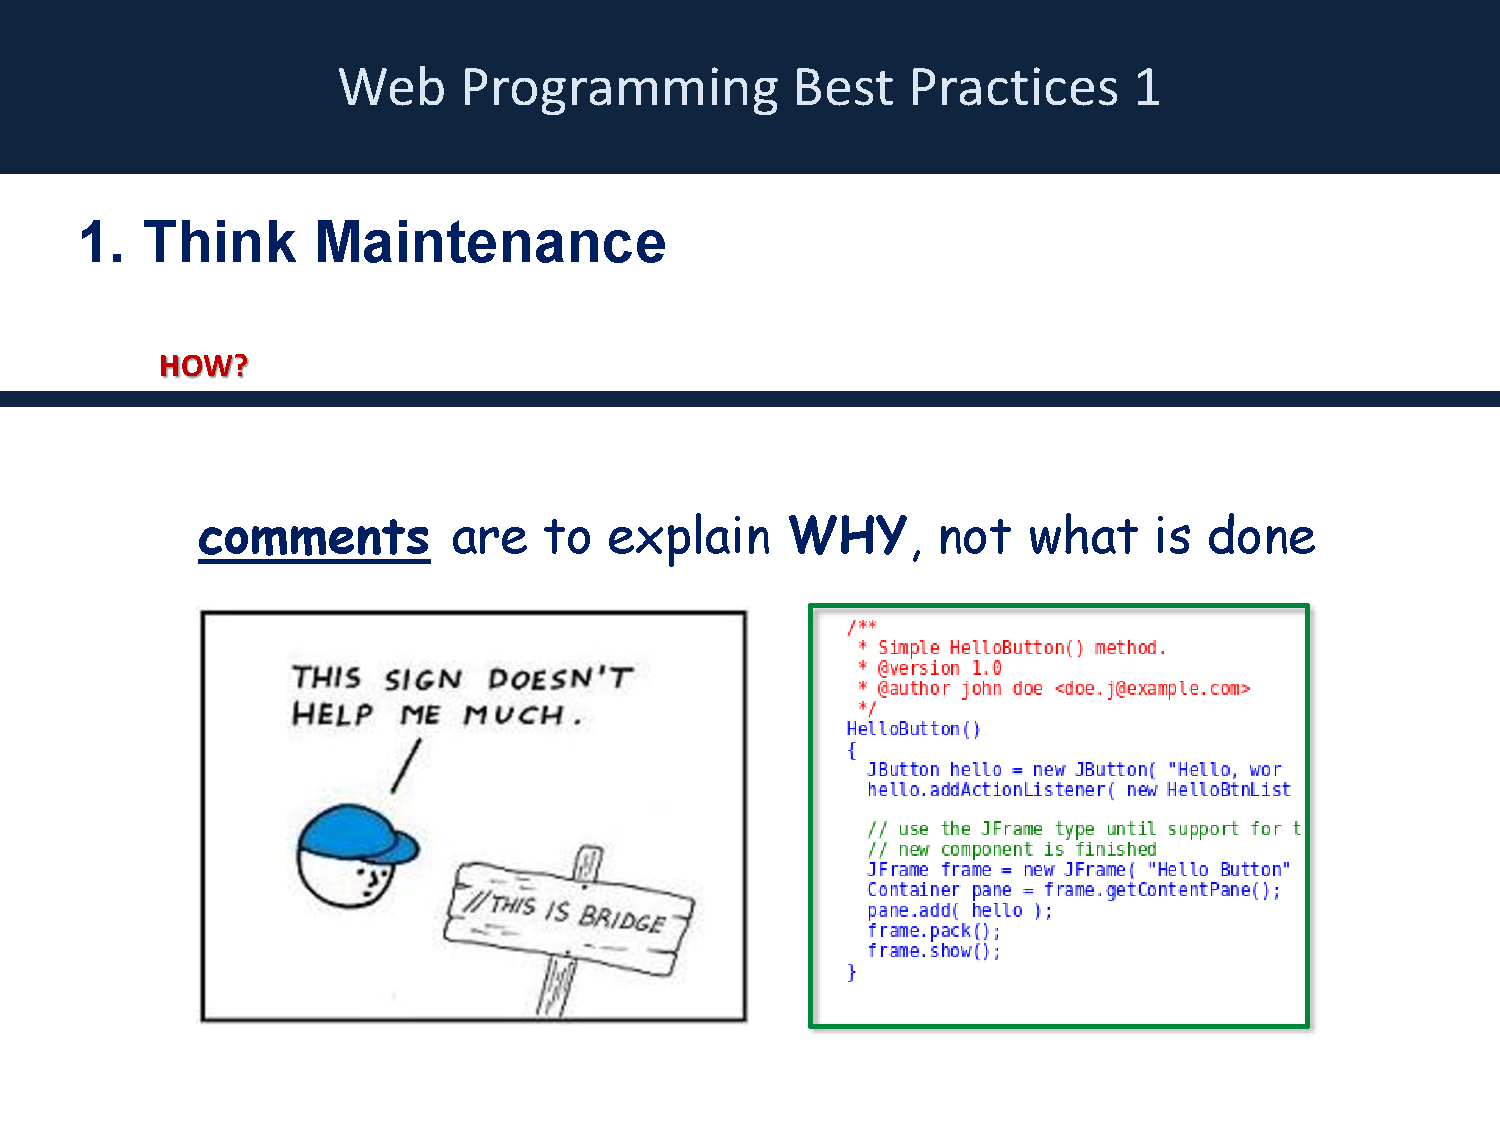 Web Programming Best Practices 1
1. Think Maintenance
HOW?
comments are to explain WHY, not what is done
THIS SIGN DOESN'T
HELP ME MUCH.
//THIS IS BRIDGE
/**
* Simple HelloButton() method.
* @version 1.0
* @author john doe <doe.j@example.com>
*/
HelloButton()
{
JButton hello = new JButton( "Hello, wor
hello.addActionListener( new HelloBtnList
// use the JFrame type until support for t
// new component is finished
JFrame frame = new JFrame( "Hello Button"
Container pane = frame.getContentPane();
pane.add( hello );
frame.pack();
frame.show();
}